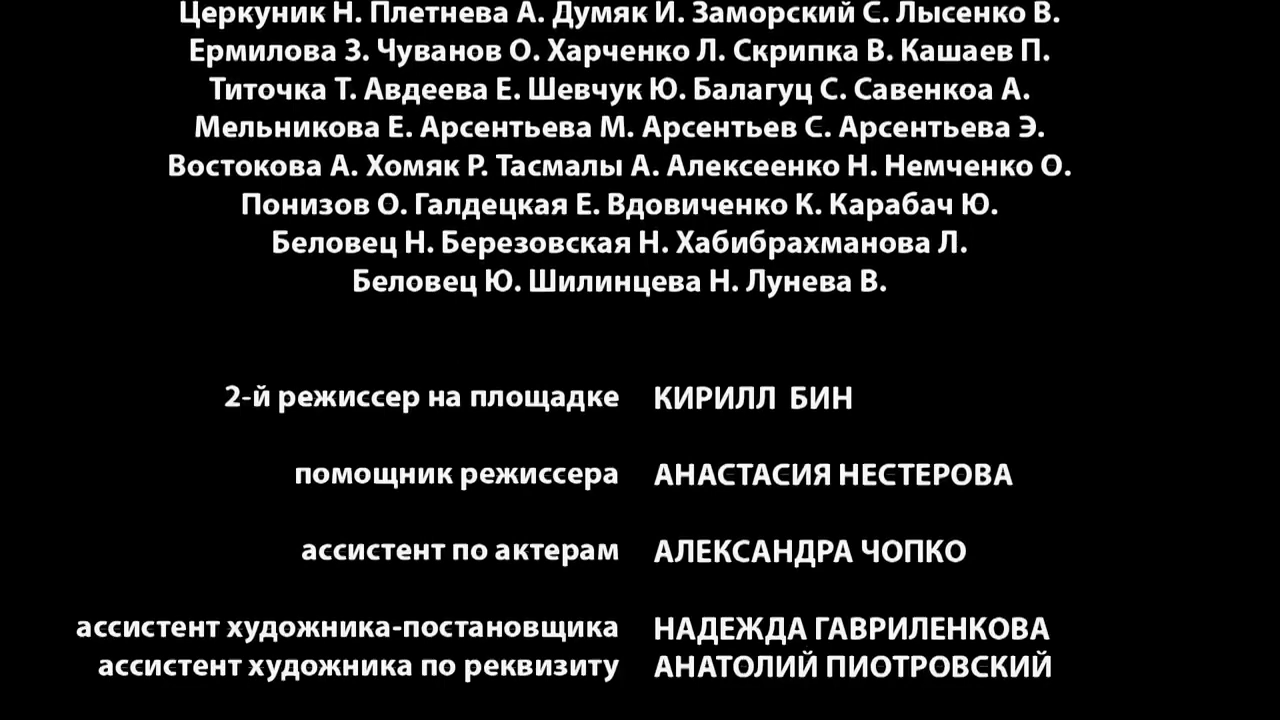 Церкуник Н. Плетнева А. Думяк И. Заморский С. Лысенко В.
Ермилова З. Чуванов О. Харченко Л. Скрипка В. Кашаев П.
Титочка Т. Авдеева Е. Шевчук Ю. Балагуц С. Савенкоа А.
Мельникова Е. Арсентьева М. Арсентьев С. Арсентьева Э.
Востокова А. Хомяк Р. Тасмалы А. Алексеенко Н. Немченко О.
Понизов О. Галдецкая Е. Вдовиченко К. Карабач Ю.
Беловец Н. Березовская Н. Хабибрахманова Л.
Беловец Ю. Шилинцева Н. Лунева В.
2-й режиссер на площадке КИРИЛЛ БИН
помощник режиссера АНАСТАСИЯ НЕСТЕРОВА
ассистент по актерам АЛЕКСАНДРА ЧОПКО
ассистент художника-постановщика НАДЕЖДА ГАВРИЛЕНКОВА
ассистент художника по реквизиту АНАТОЛИЙ ПИОТРОВСКИЙ